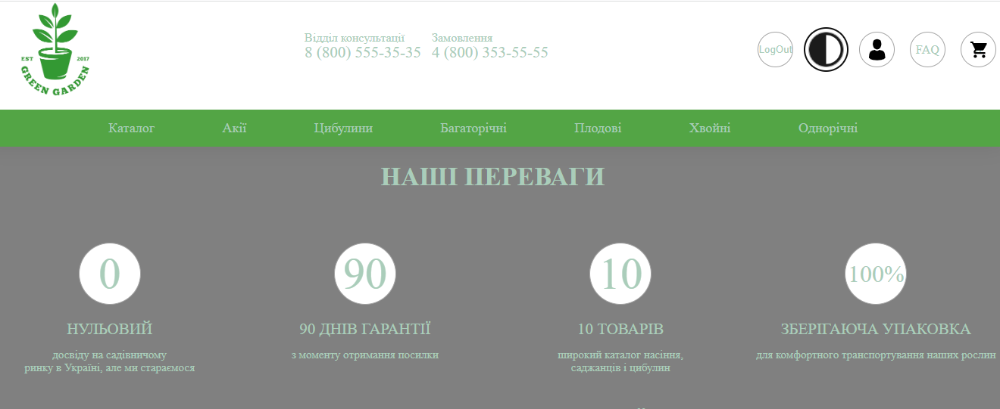 EST 2017
GREEN GARDEN
Відділ консультації
8 (800) 555-35-35
Замовлення
4 (800) 353-55-55
LogOut
FAQ
Каталог Акії Цибулини Багаторічні Плодові Хвойні Однорічні
НАШІ ПЕРЕВАГИ
0
НУЛЬОВИЙ
досвіду на садівничому
ринку в Україні, але ми стараємося
90
90 ДНІВ ГАРАНТІЇ
з моменту отримання посилки
10
10 ТОВАРІВ
широкий каталог насіння,
саджанців і цибулин
100%
ЗБЕРІГАЮЧА УПАКОВКА
для комфортного транспортування наших рослин